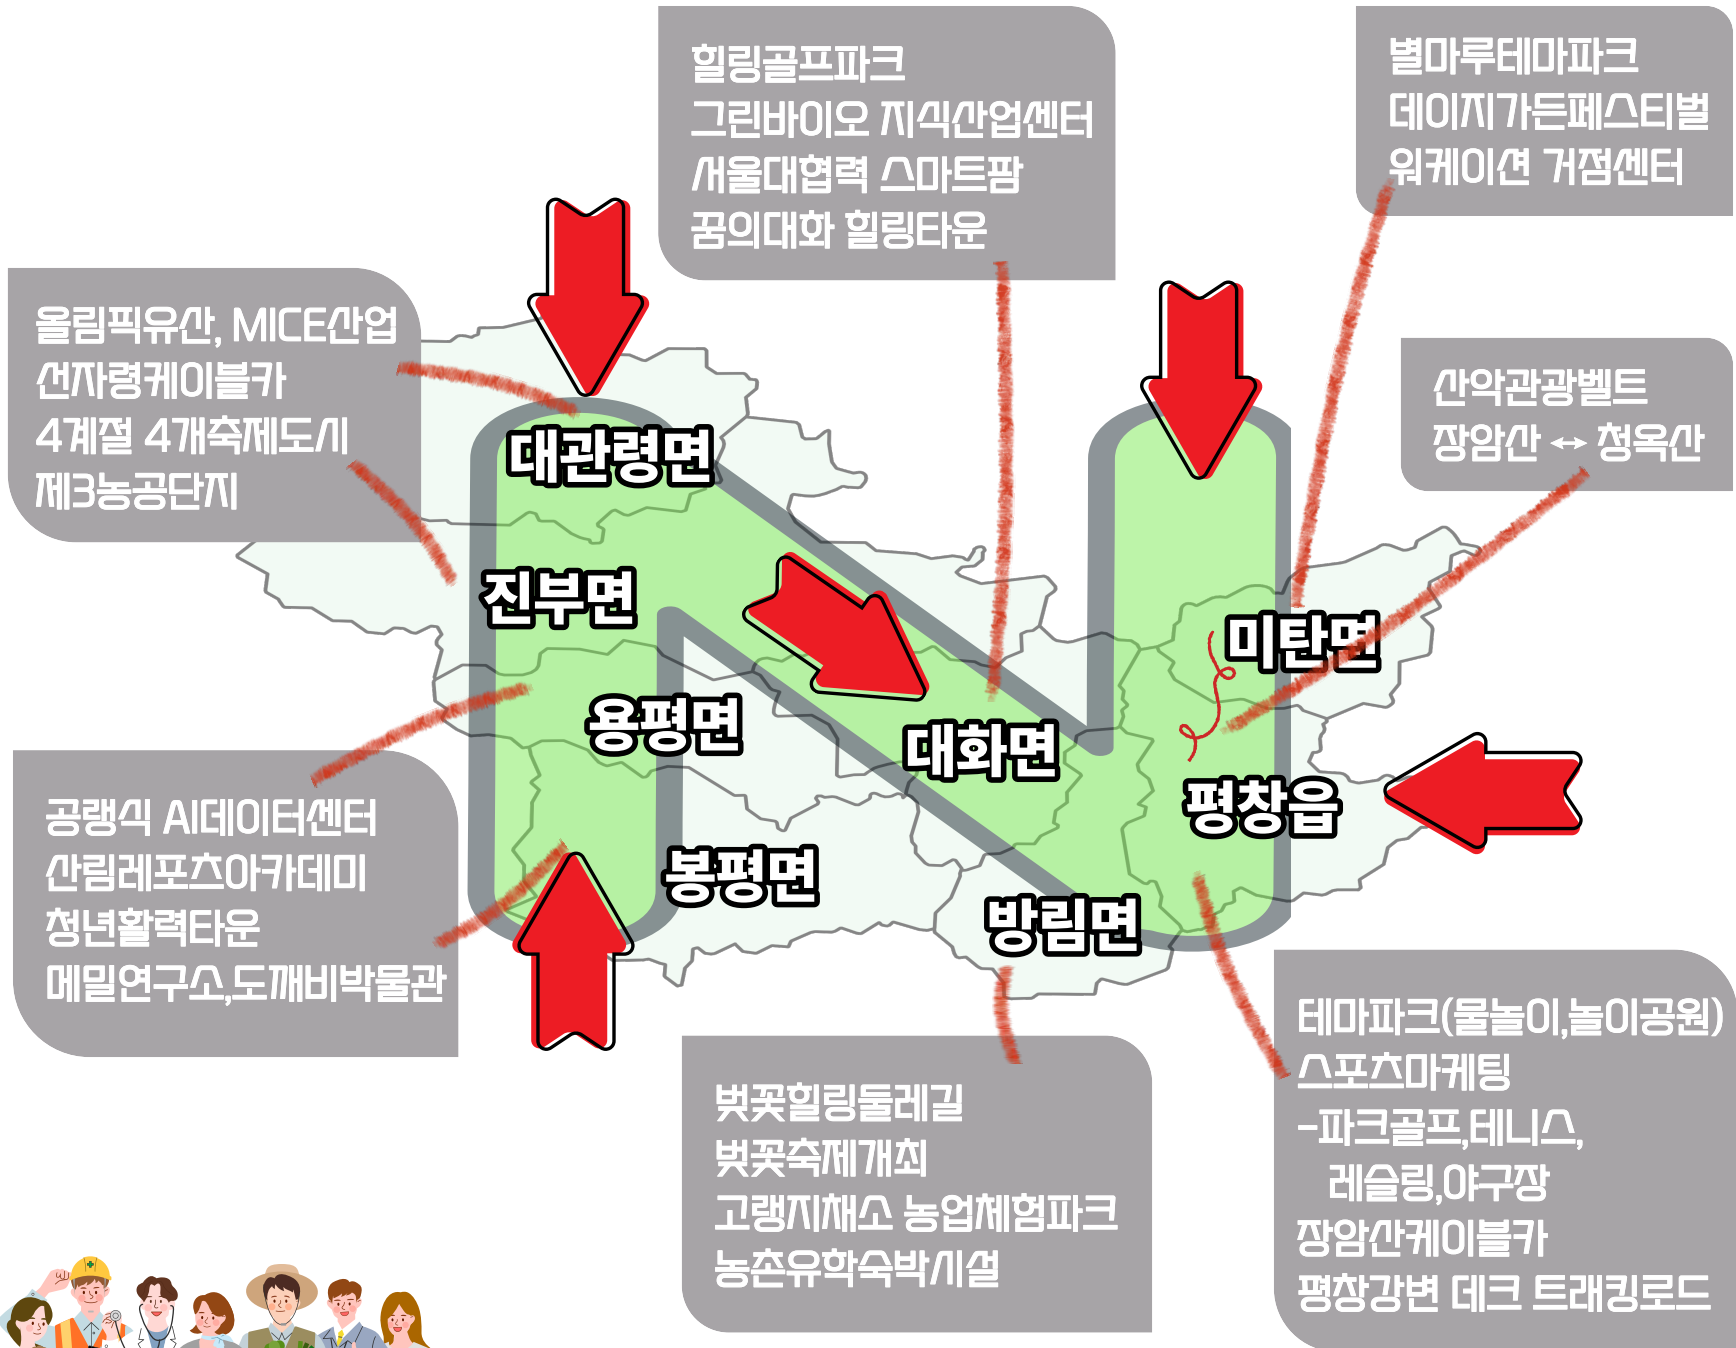 힐링골프파크
그린바이오 지식산업센터
서울대협력 스마트팜
꿈의대화 힐링타운
별마루테마파크
데이지가든페스티벌
워케이션 거점센터
올림픽유산, MICE산업
선자령케이블카
4계절 4개축제도시
제3농공단지
산악관광벨트
장암산 ↔ 청옥산
대관령면
진부면
미탄면
용평면
대화면
평창읍
봉평면
방림면
공랭식 AI데이터센터
산림레포츠아카데미
청년활력타운
메밀연구소,도깨비박물관
벚꽃힐링둘레길
벚꽃축제개최
고랭지채소 농업체험파크
농촌유학숙박시설
테마파크(물놀이,놀이공원)
스포츠마케팅
-파크골프,테니스,
레슬링,야구장
장암산케이블카
평창강변 데크 트래킹로드